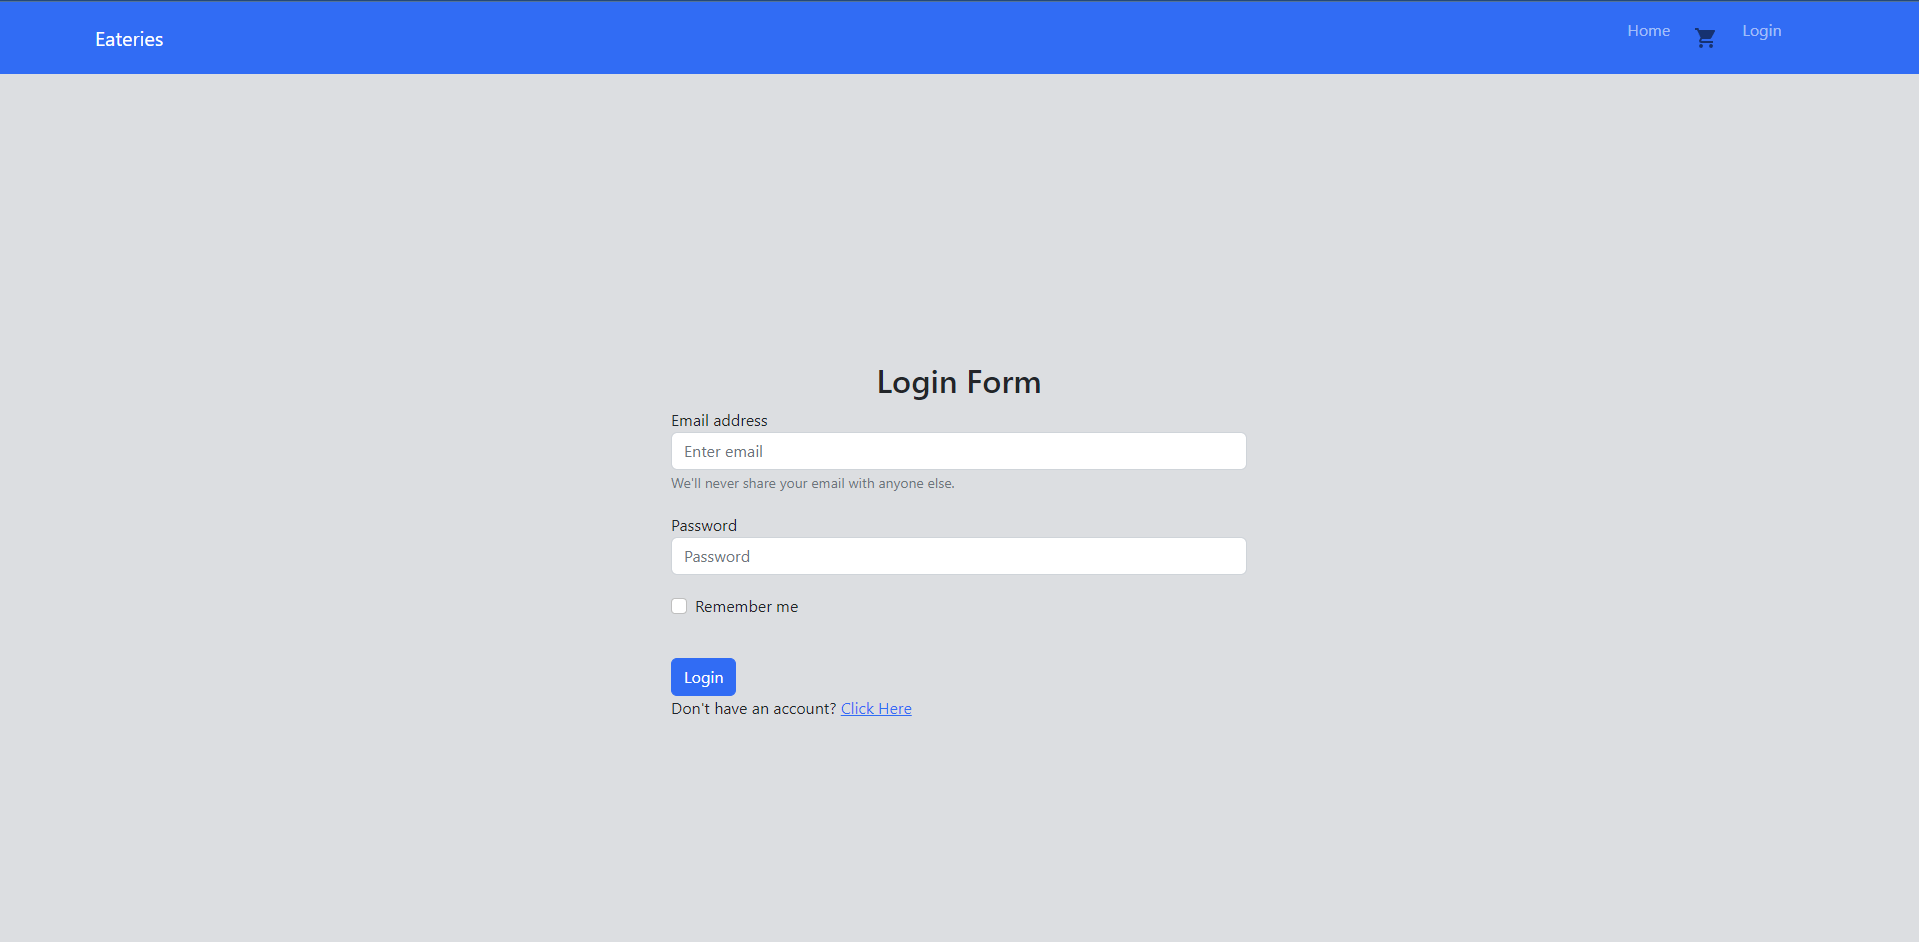 Eateries
Home
Login
Login Form
Email address
Enter email
We'll never share your email with anyone else.
Password
Password
Remember me
Login
Don't have an account? Click Here